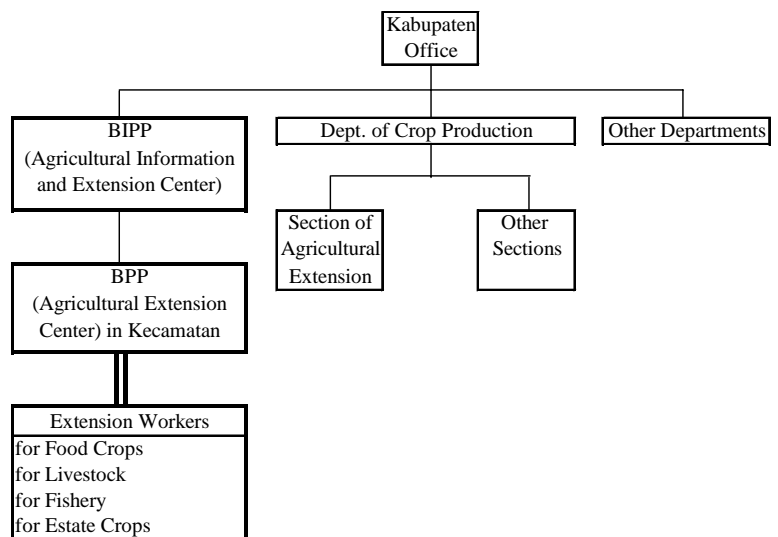 Kabupaten
Office
BIPP
(Agricultural Information
and Extension Center)
Dept. of Crop Production
Other Departments
Section of
Agricultural
Extension
Other
Sections
BPP
(Agricultural Extension
Center) in Kecamatan
Extension Workers
for Food Crops
for Livestock
for Fishery
for Estate Crops